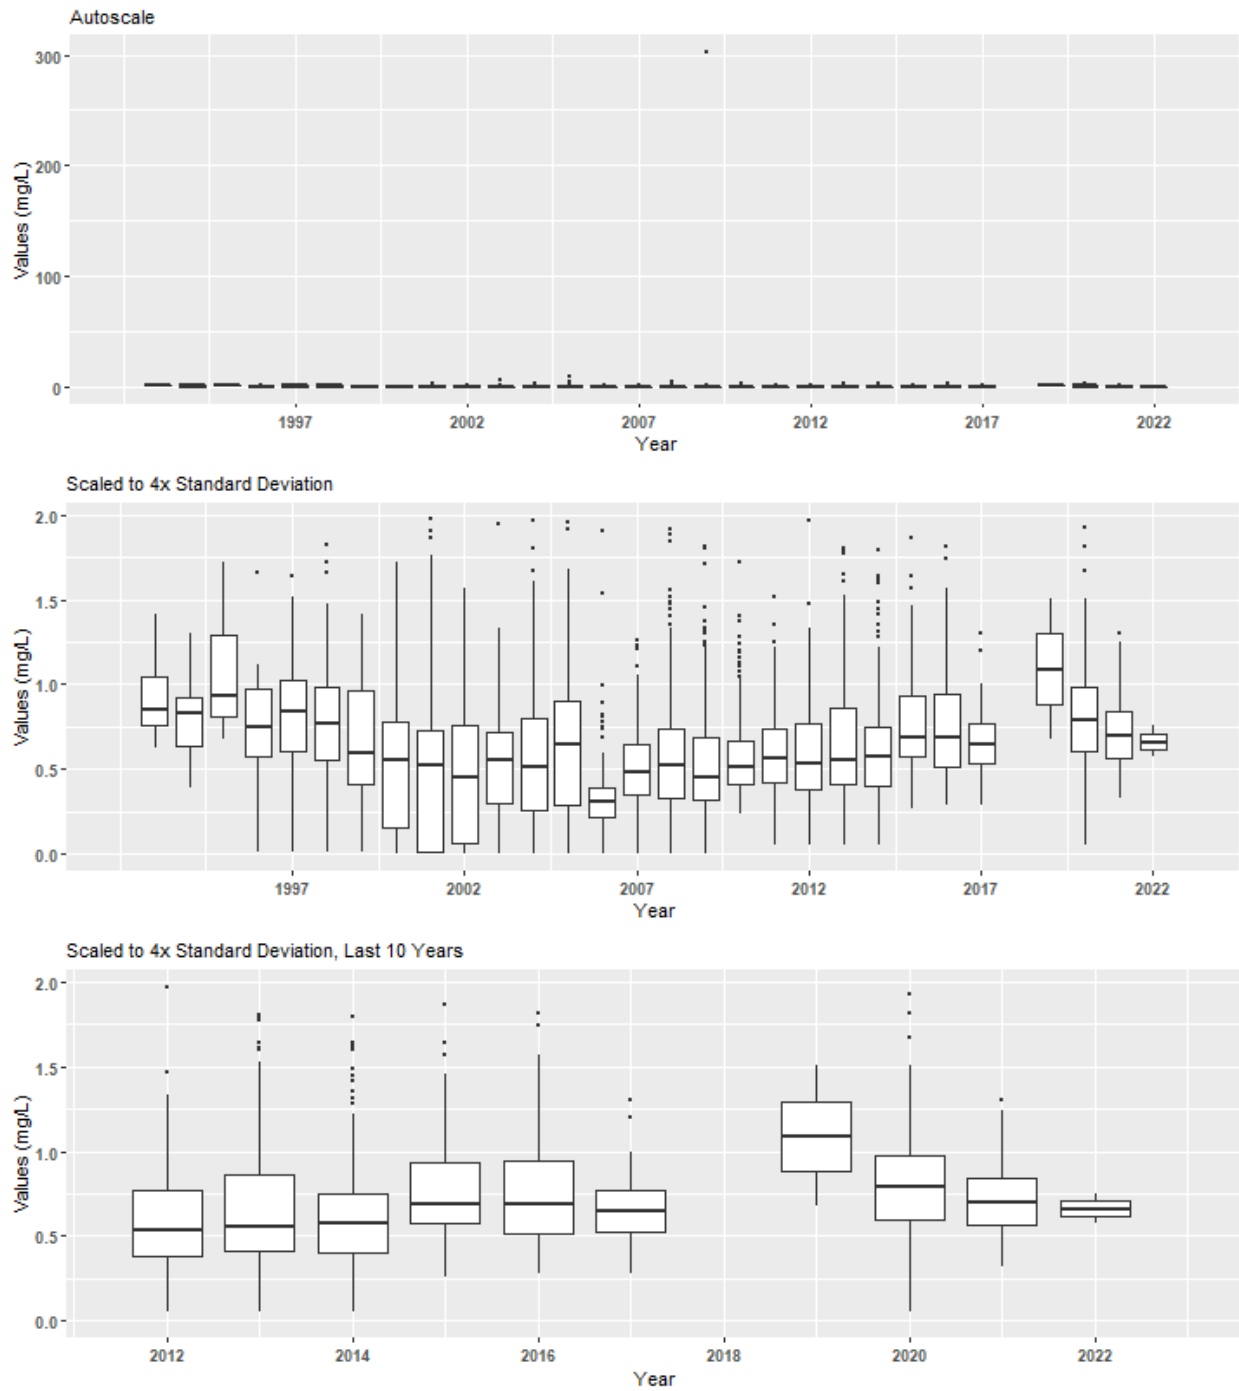 Autoscale
300
200
100
0
Values (mg/L)
1997 2002 2007 2012 2017 2022
Year
Scaled to 4x Standard Deviation
2.0
1.5
1.0
0.5
0.0
Values (mg/L)
1997 2002 2007 2012 2017 2022
Year
Scaled to 4x Standard Deviation, Last 10 Years
2.0
1.5
1.0
0.5
0.0
Values (mg/L)
2012 2014 2016 2018 2020 2022
Year